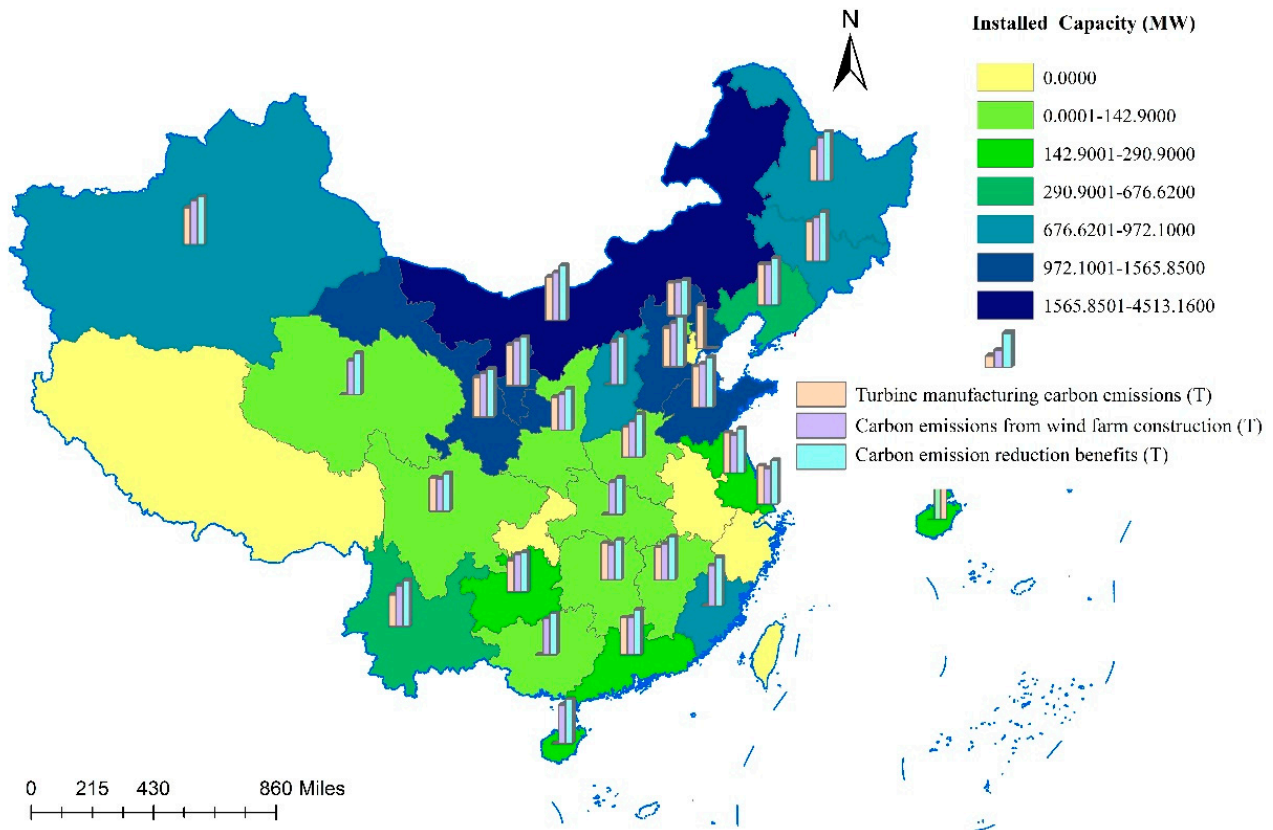 Installed Capacity (MW)
N
0.0000
0.0001-142.9000
142.9001-290.9000
290.9001-676.6200
676.6201-972.1000
972.1001-1565.8500
1565.8501-4513.1600
Turbine manufacturing carbon emissions (T)
Carbon emissions from wind farm construction (T)
Carbon emission reduction benefits (T)
0 215 430 860 Miles